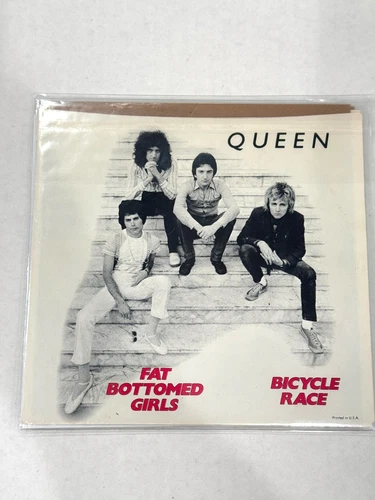 QUEEN
FAT
BOTTOMED
GIRLS
BICYCLE
RACE
Printed in U.S.A.